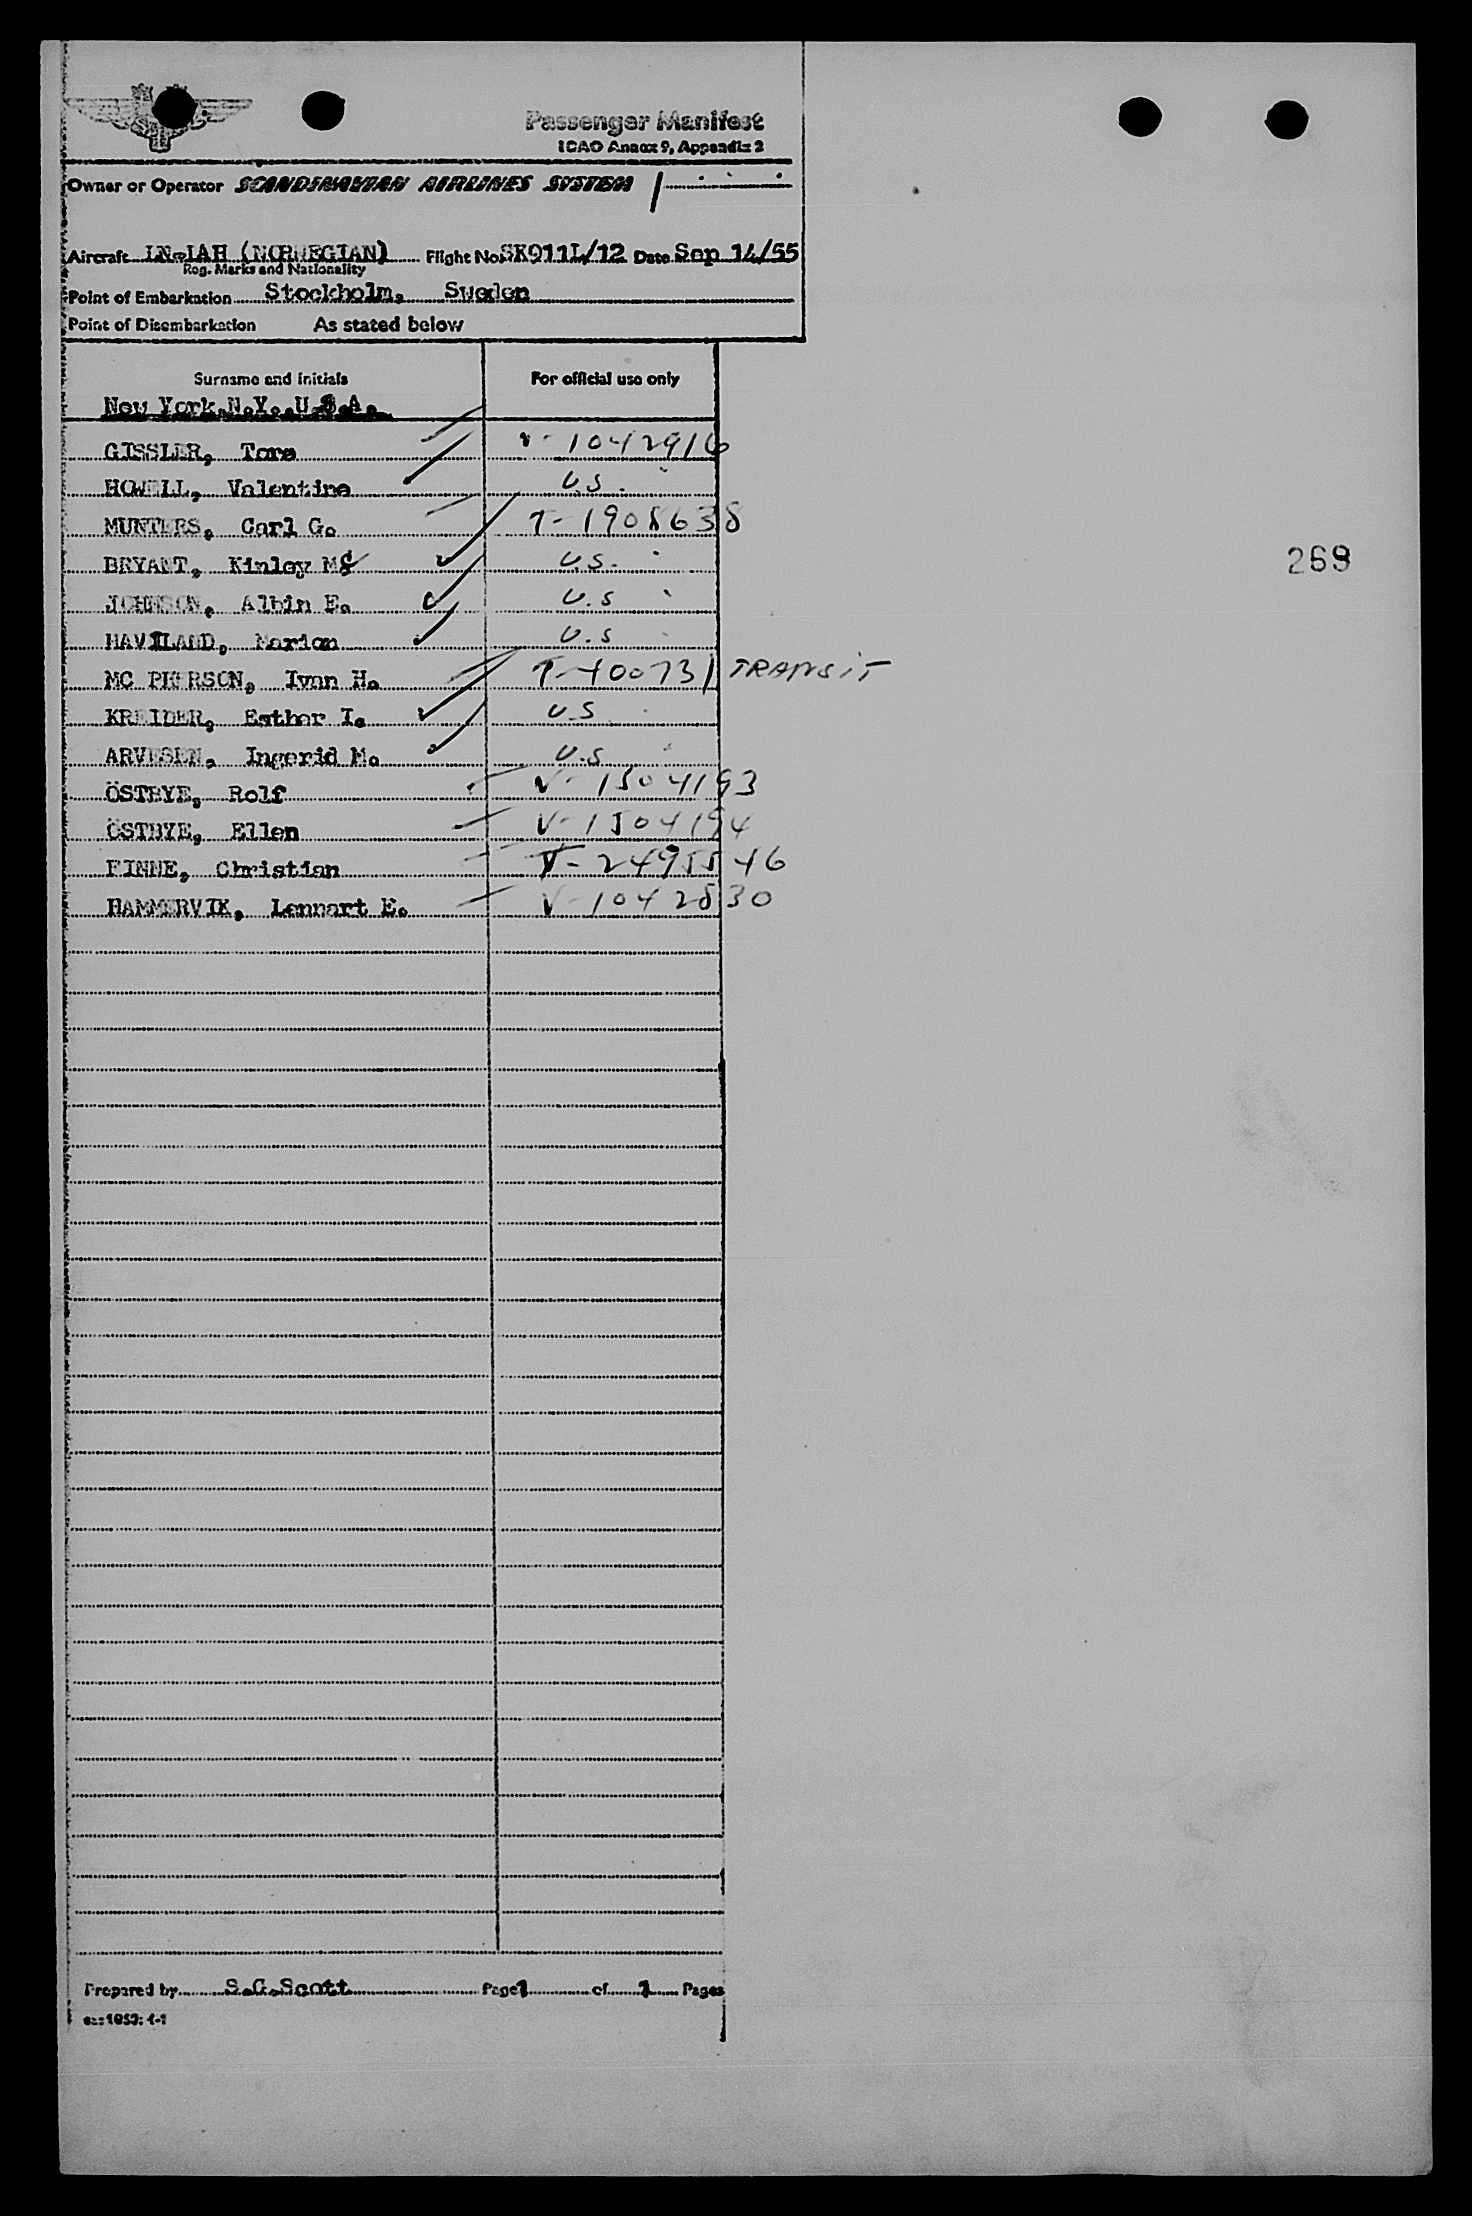 Passenger Manifest
ICAO Annex 9, Appendix 2
Owner or Operator SCANDINAVIAN AIRLINES SYSTEM
Aircraft LN-LAH (NORWEGIAN) Flight No. SK911L/12 Date Sep 14/55
Reg. Marks and Nationality
Point of Embarkation Stockholm, Sweden
Point of Disembarkation As stated below
Surname and initials For official use only
New York.N.Y.,U.S.A.
GISSLER, Tore V-1042916
HOWELL, Valentine U.S.
MUNTERS, Carl G. T-1908638
BRYANT, Kinley U.S.
269
JOHNSON, Albin E. U.S
HAVILAND, Marion U.S
MC PHERSON, Ivan H. T-400731 TRANSIT
KREIDER, Esther I. U.S
ARVESEN, Ingerid M. U.S
ÖSTBYE, Rolf V-1504193
ÖSTBYE, Ellen V-1504194
FINNE, Christian V-2495546
HAMMERVIK, Lennart E. V-1042830
Prepared by S.G.Scott Page 1 of 1 Pages